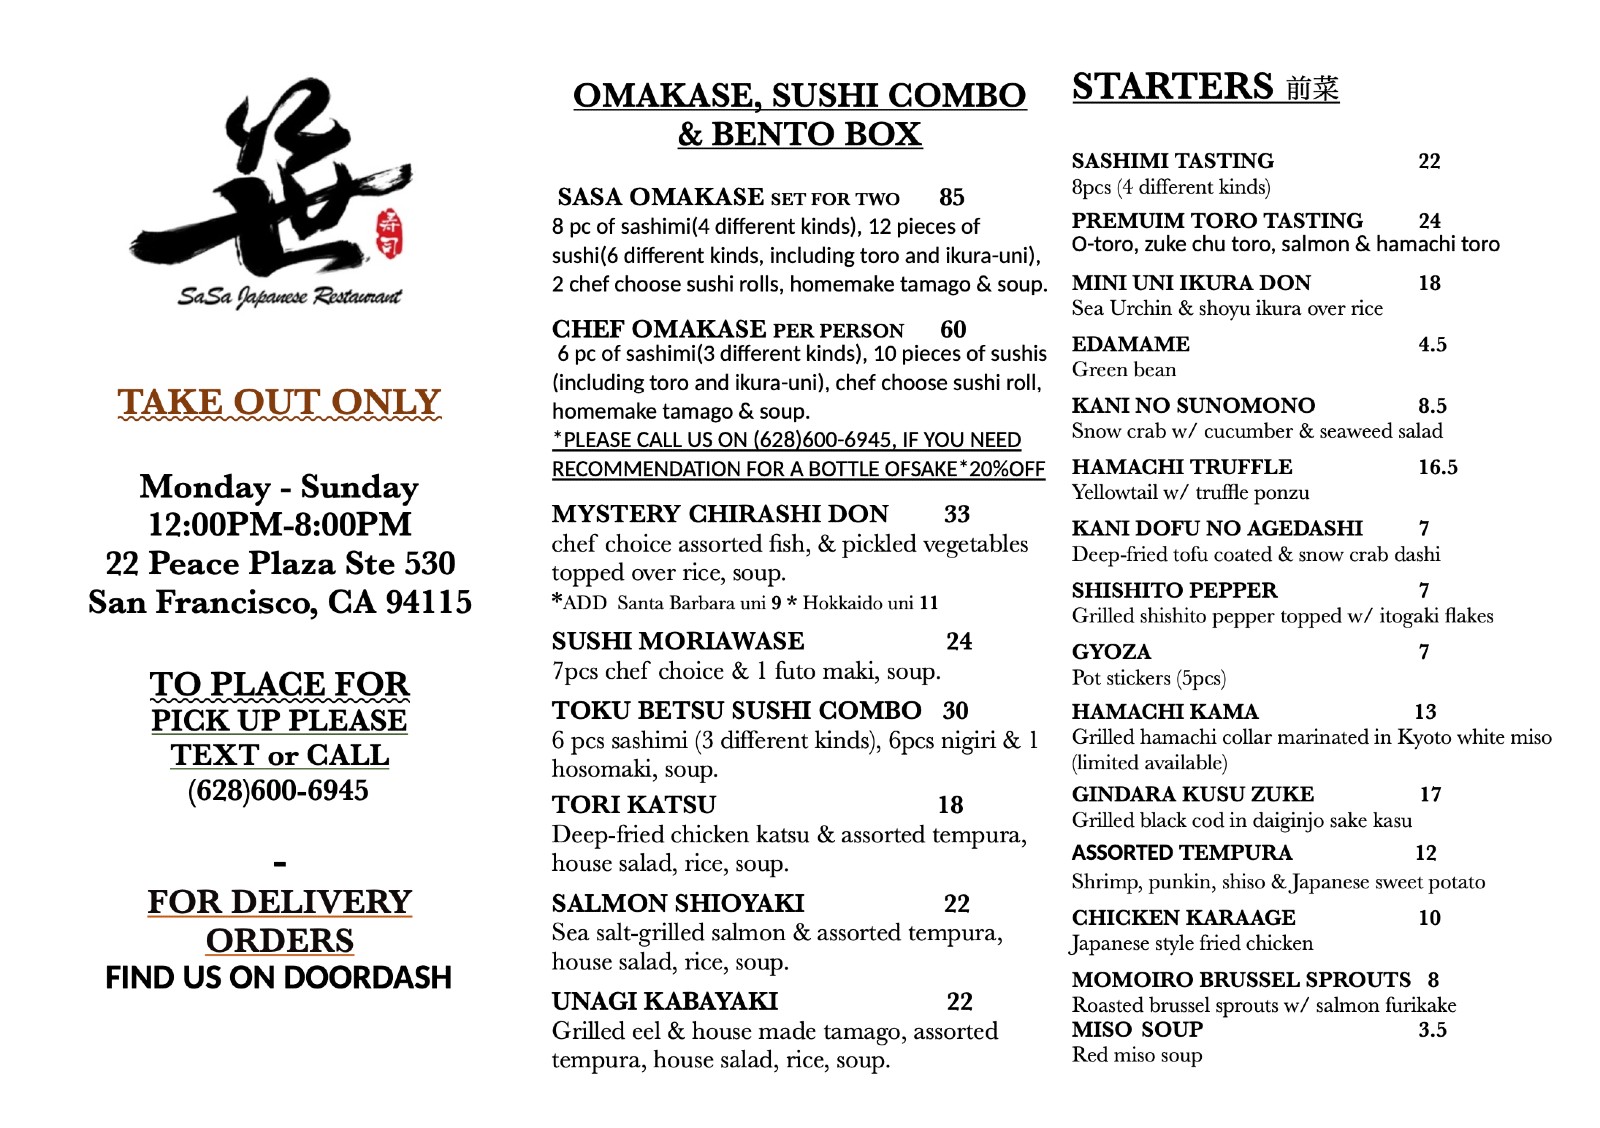 笹
寿司
SaSa Japanese Restaurant
TAKE OUT ONLY
Monday - Sunday
12:00PM-8:00PM
22 Peace Plaza Ste 530
San Francisco, CA 94115
TO PLACE FOR
PICK UP PLEASE
TEXT or CALL
(628)600-6945
-
FOR DELIVERY
ORDERS
FIND US ON DOORDASH
OMAKASE, SUSHI COMBO
& BENTO BOX
SASA OMAKASE SET FOR TWO 85
8 pc of sashimi(4 different kinds), 12 pieces of
sushi(6 different kinds, including toro and ikura-uni),
2 chef choose sushi rolls, homemake tamago & soup.
CHEF OMAKASE PER PERSON 60
6 pc of sashimi(3 different kinds), 10 pieces of sushis
(including toro and ikura-uni), chef choose sushi roll,
homemake tamago & soup.
*PLEASE CALL US ON (628)600-6945, IF YOU NEED
RECOMMENDATION FOR A BOTTLE OFSAKE*20%OFF
MYSTERY CHIRASHI DON 33
chef choice assorted fish, & pickled vegetables
topped over rice, soup.
*ADD Santa Barbara uni 9 * Hokkaido uni 11
SUSHI MORIAWASE 24
7pcs chef choice & 1 futo maki, soup.
TOKU BETSU SUSHI COMBO 30
6 pcs sashimi (3 different kinds), 6pcs nigiri & 1
hosomaki, soup.
TORI KATSU 18
Deep-fried chicken katsu & assorted tempura,
house salad, rice, soup.
SALMON SHIOYAKI 22
Sea salt-grilled salmon & assorted tempura,
house salad, rice, soup.
UNAGI KABAYAKI 22
Grilled eel & house made tamago, assorted
tempura, house salad, rice, soup.
STARTERS 前菜
SASHIMI TASTING 22
8pcs (4 different kinds)
PREMUIM TORO TASTING 24
O-toro, zuke chu toro, salmon & hamachi toro
MINI UNI IKURA DON 18
Sea Urchin & shoyu ikura over rice
EDAMAME 4.5
Green bean
KANI NO SUNOMONO 8.5
Snow crab w/ cucumber & seaweed salad
HAMACHI TRUFFLE 16.5
Yellowtail w/ truffle ponzu
KANI DOFU NO AGEDASHI 7
Deep-fried tofu coated & snow crab dashi
SHISHITO PEPPER 7
Grilled shishito pepper topped w/ itogaki flakes
GYOZA 7
Pot stickers (5pcs)
HAMACHI KAMA 13
Grilled hamachi collar marinated in Kyoto white miso
(limited available)
GINDARA KUSU ZUKE 17
Grilled black cod in daiginjo sake kasu
ASSORTED TEMPURA 12
Shrimp, punkin, shiso & Japanese sweet potato
CHICKEN KARAAGE 10
Japanese style fried chicken
MOMOIRO BRUSSEL SPROUTS 8
Roasted brussel sprouts w/ salmon furikake
MISO SOUP 3.5
Red miso soup